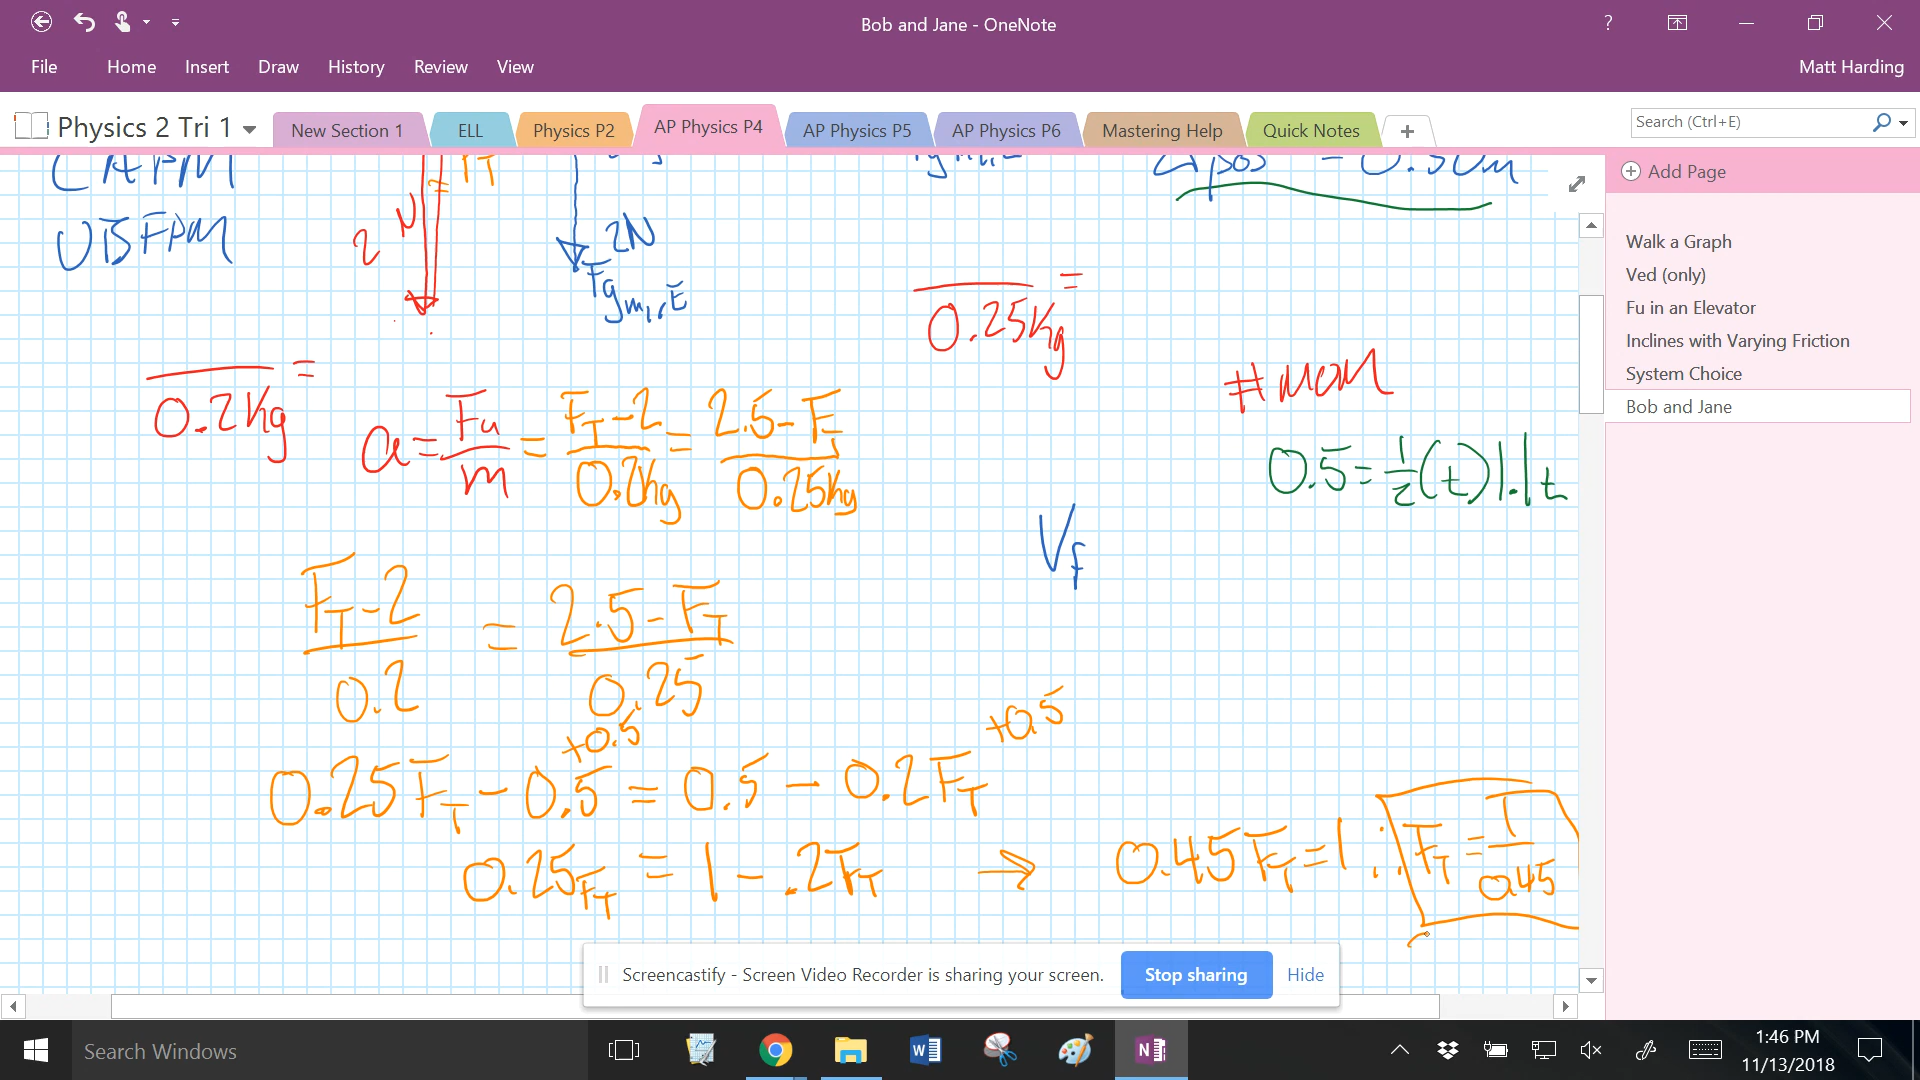 Bob and Jane - OneNote
?
File Home Insert Draw History Review View
Matt Harding
Physics 2 Tri 1
New Section 1
ELL
Physics P2
AP Physics P4
AP Physics P5
AP Physics P6
Mastering Help
Quick Notes
+
Search (Ctrl+E)
Add Page
Walk a Graph
Ved (only)
Fu in an Elevator
Inclines with Varying Friction
System Choice
Bob and Jane
CAPM
UBFPM
= FT
2 N
2N
Fg m,E
Δpos = 0.50m
0.2kg =
0.25kg =
#MOM
a = Fu/m = FT-2/0.2kg = 2.5-FT/0.25kg
0.5 = 1/2(t)1.1t
Vf
FT-2/0.2 = 2.5-FT/0.25
+0.5 +0.5
0.25FT - 0.5 = 0.5 - 0.2FT
0.25FT = 1 - .2FT ⇒ 0.45FT = 1 ∴ FT = 1/0.45
Screencastify - Screen Video Recorder is sharing your screen.
Stop sharing
Hide
Search Windows
1:46 PM
11/13/2018